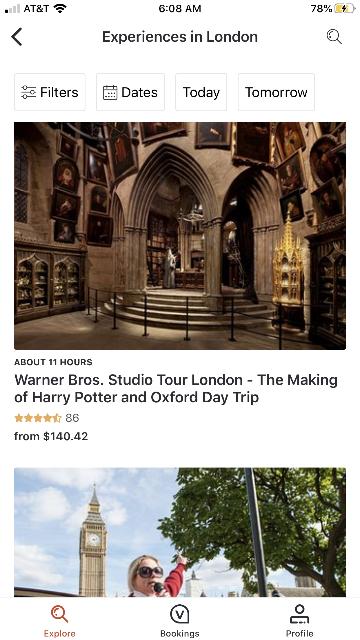 AT&T 6:08 AM 78%
Experiences in London
Filters Dates Today Tomorrow
ABOUT 11 HOURS
Warner Bros. Studio Tour London - The Making
of Harry Potter and Oxford Day Trip
86
from $140.42
Explore Bookings Profile